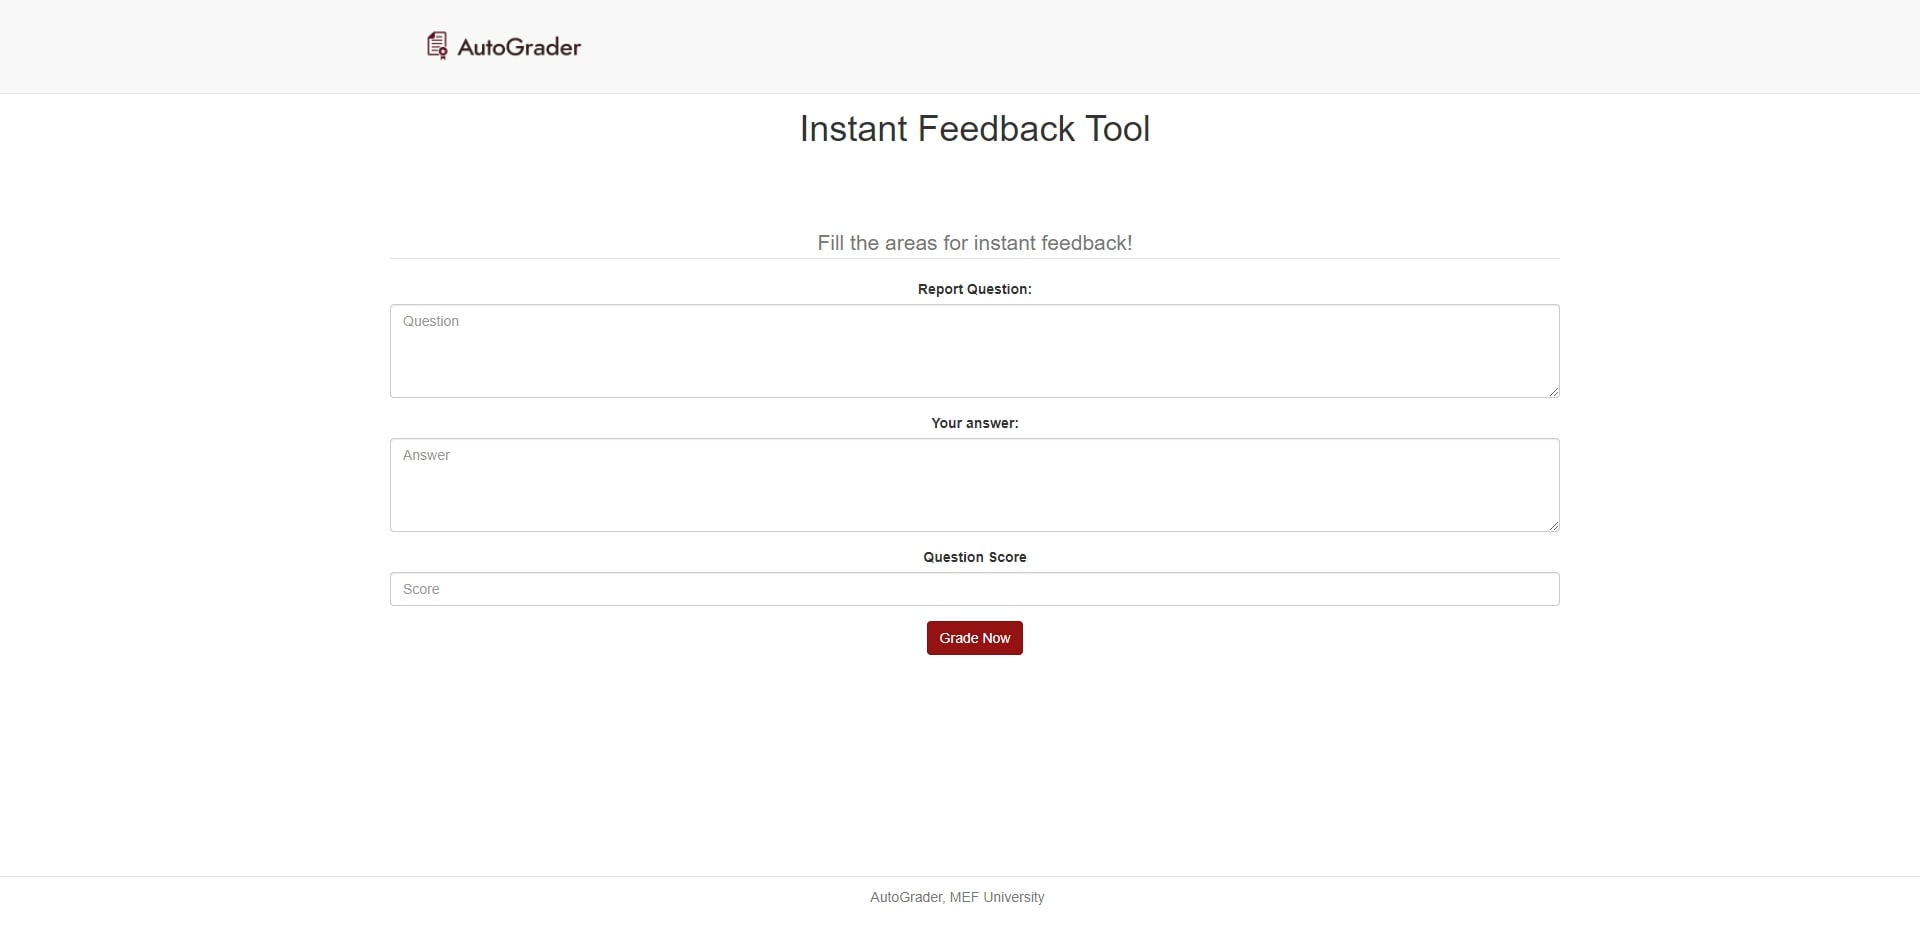 AutoGrader
Instant Feedback Tool
Fill the areas for instant feedback!
Report Question:
Question
Your answer:
Answer
Question Score
Score
Grade Now
AutoGrader, MEF University